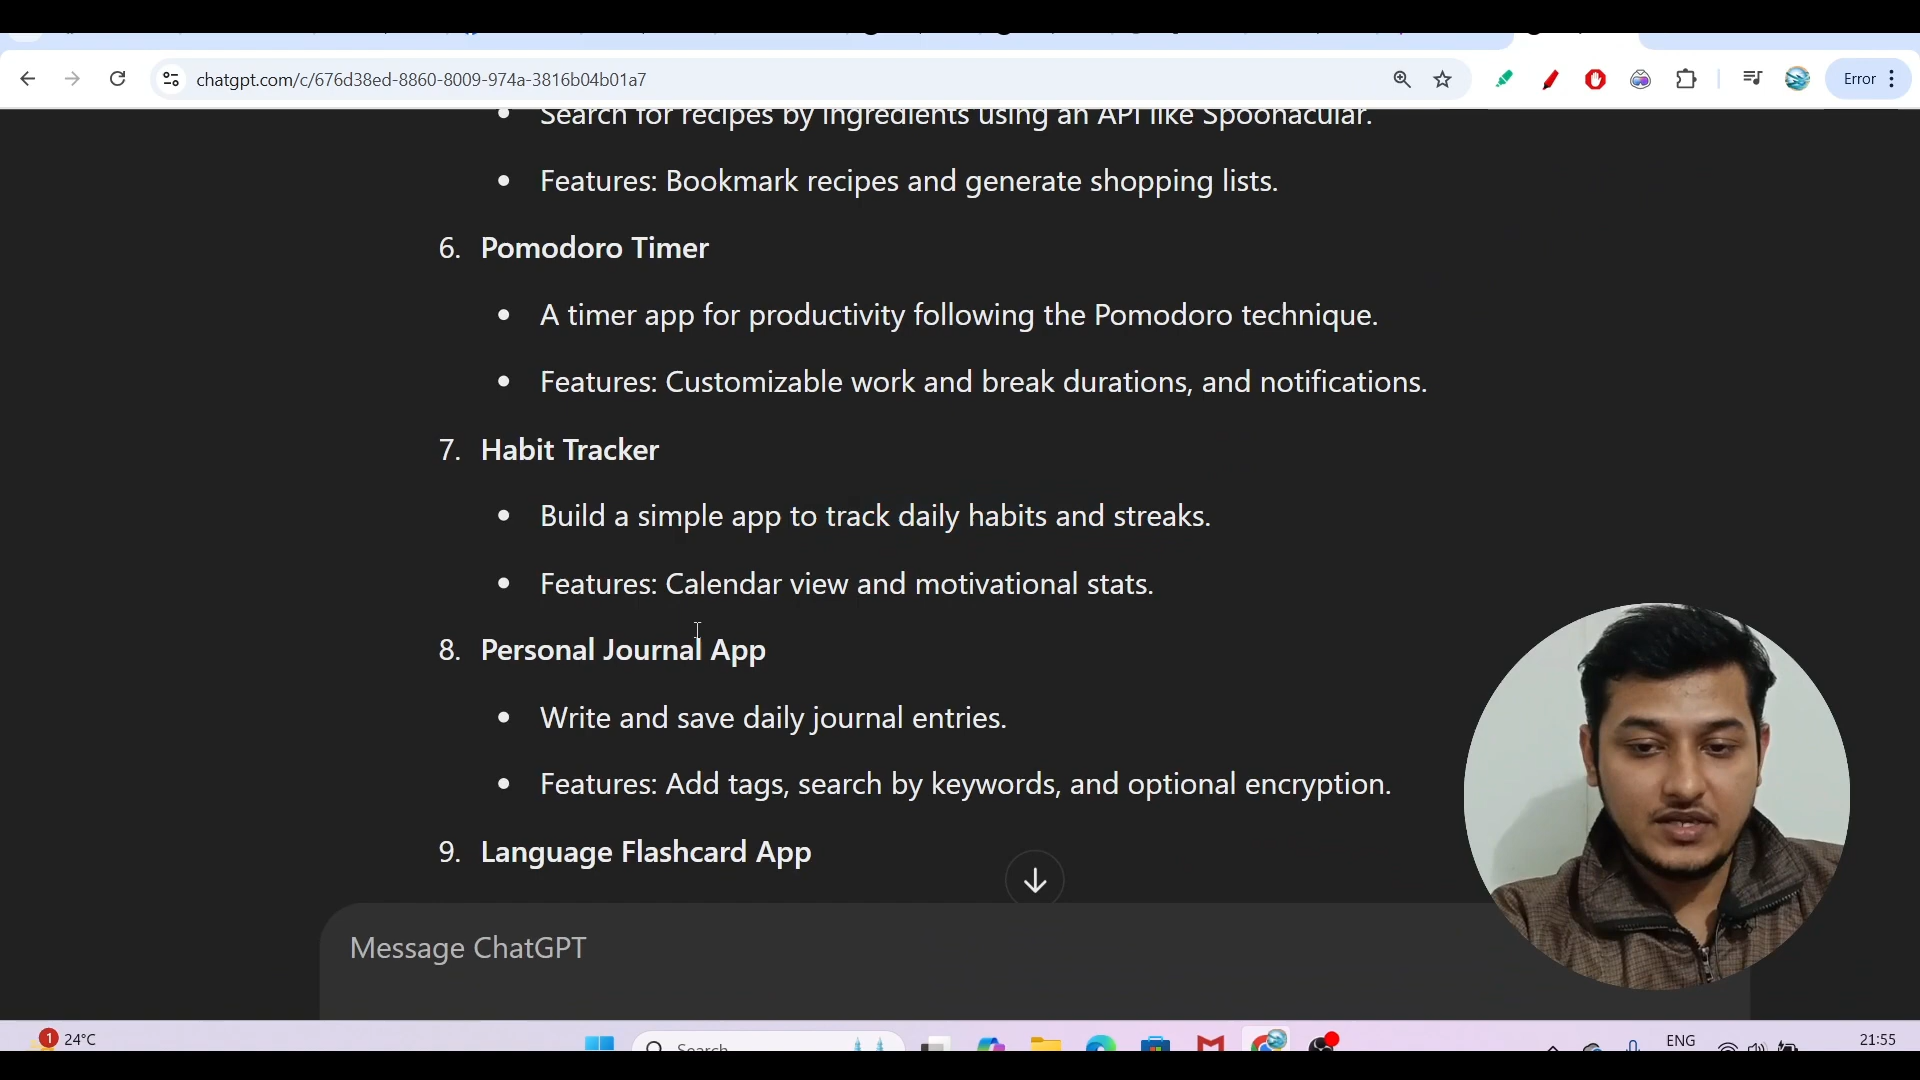 chatgpt.com/c/676d38ed-8860-8009-974a-3816b04b01a7
Error
• Search for recipes by ingredients using an API like Spoonacular.
• Features: Bookmark recipes and generate shopping lists.
6. Pomodoro Timer
• A timer app for productivity following the Pomodoro technique.
• Features: Customizable work and break durations, and notifications.
7. Habit Tracker
• Build a simple app to track daily habits and streaks.
• Features: Calendar view and motivational stats.
8. Personal Journal App
• Write and save daily journal entries.
• Features: Add tags, search by keywords, and optional encryption.
9. Language Flashcard App
Message ChatGPT
1 24°C
Search
ENG
21:55